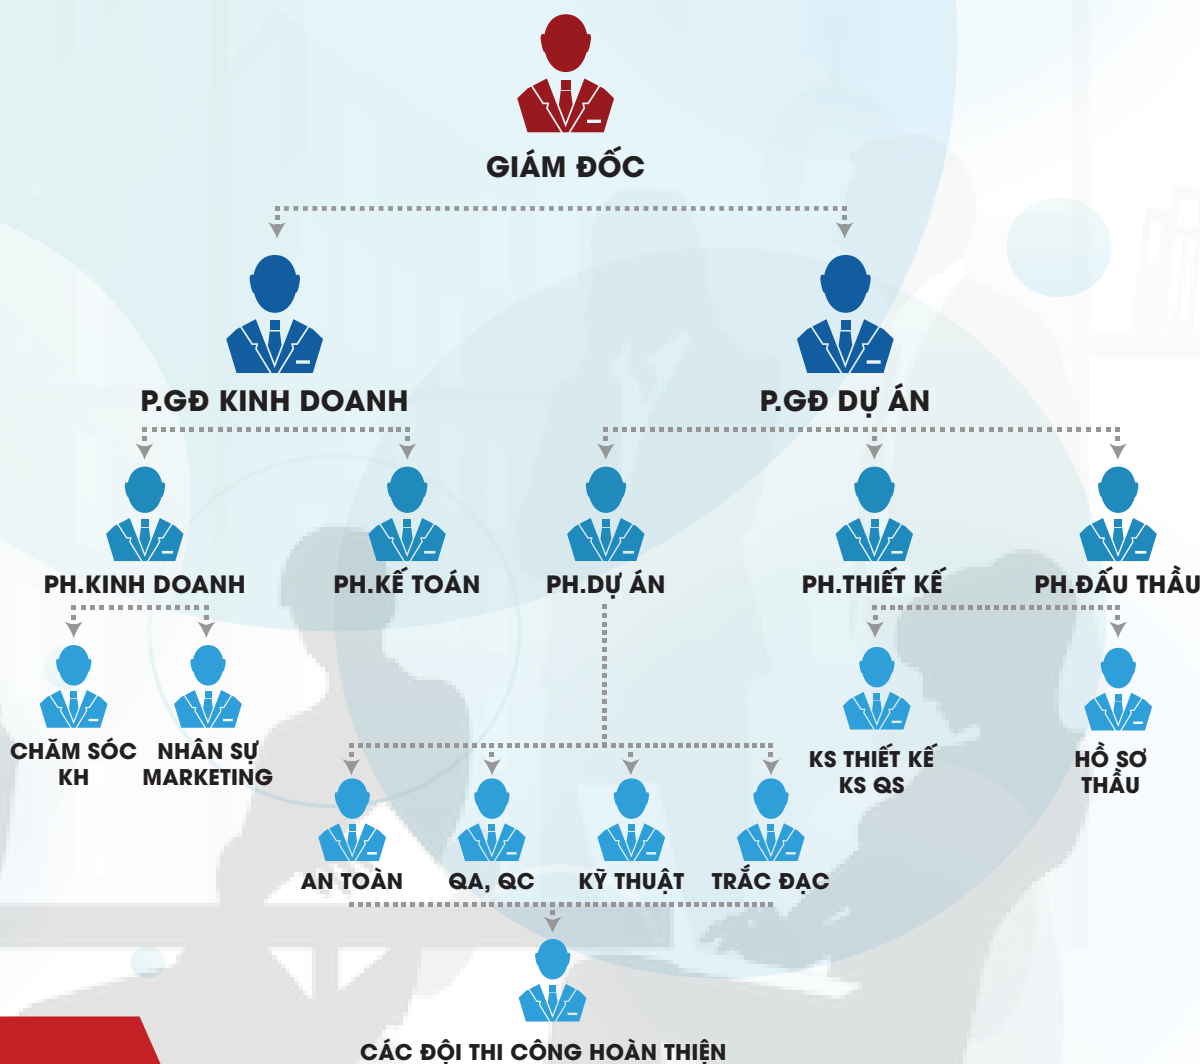 GIÁM ĐỐC
P.GĐ KINH DOANH
P.GĐ DỰ ÁN
PH.KINH DOANH
PH.KẾ TOÁN
PH.DỰ ÁN
PH.THIẾT KẾ
PH.ĐẤU THẦU
CHĂM SÓC
KH
NHÂN SỰ
MARKETING
KS THIẾT KẾ
KS QS
HỒ SƠ
THẦU
AN TOÀN
QA, QC
KỸ THUẬT
TRẮC ĐẠC
CÁC ĐỘI THI CÔNG HOÀN THIỆN